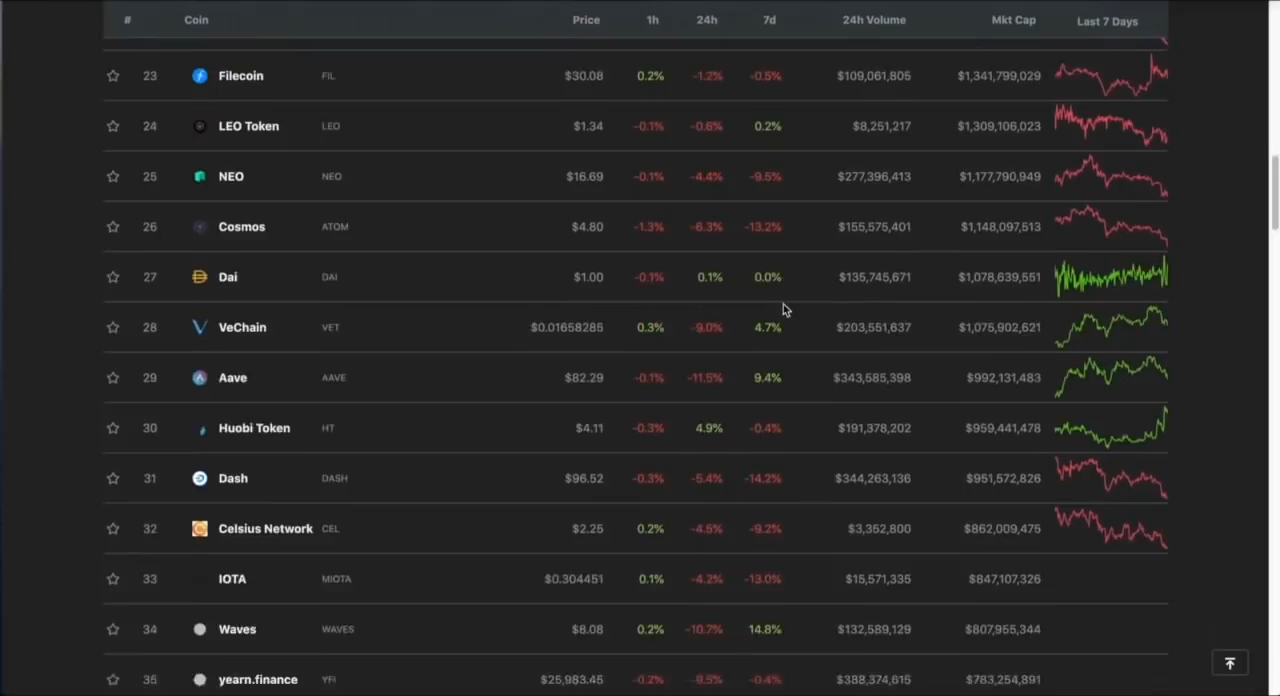 # Coin Price 1h 24h 7d 24h Volume Mkt Cap Last 7 Days
23 Filecoin FIL $30.08 0.2% -1.2% -0.5% $109,061,805 $1,341,799,029
24 LEO Token LEO $1.34 -0.1% -0.6% 0.2% $8,251,217 $1,309,106,023
25 NEO NEO $16.69 -0.1% -4.4% -9.5% $277,396,413 $1,177,790,949
26 Cosmos ATOM $4.80 -1.3% -6.3% -13.2% $155,575,401 $1,148,097,513
27 Dai DAI $1.00 -0.1% 0.1% 0.0% $135,745,671 $1,078,639,551
28 VeChain VET $0.01658285 0.3% -9.0% 4.7% $203,551,637 $1,075,902,621
29 Aave AAVE $82.29 -0.1% -11.5% 9.4% $343,585,398 $992,131,483
30 Huobi Token HT $4.11 -0.3% 4.9% -0.4% $191,378,202 $959,441,478
31 Dash DASH $96.52 -0.3% -5.4% -14.2% $344,263,136 $951,572,826
32 Celsius Network CEL $2.25 0.2% -4.5% -9.2% $3,352,800 $862,009,475
33 IOTA MIOTA $0.304451 0.1% -4.2% -13.0% $15,571,335 $847,107,326
34 Waves WAVES $8.08 0.2% -10.7% 14.8% $132,589,129 $807,955,344
35 yearn.finance YFI $25,983.45 -0.2% -9.5% -0.4% $388,374,615 $783,254,891